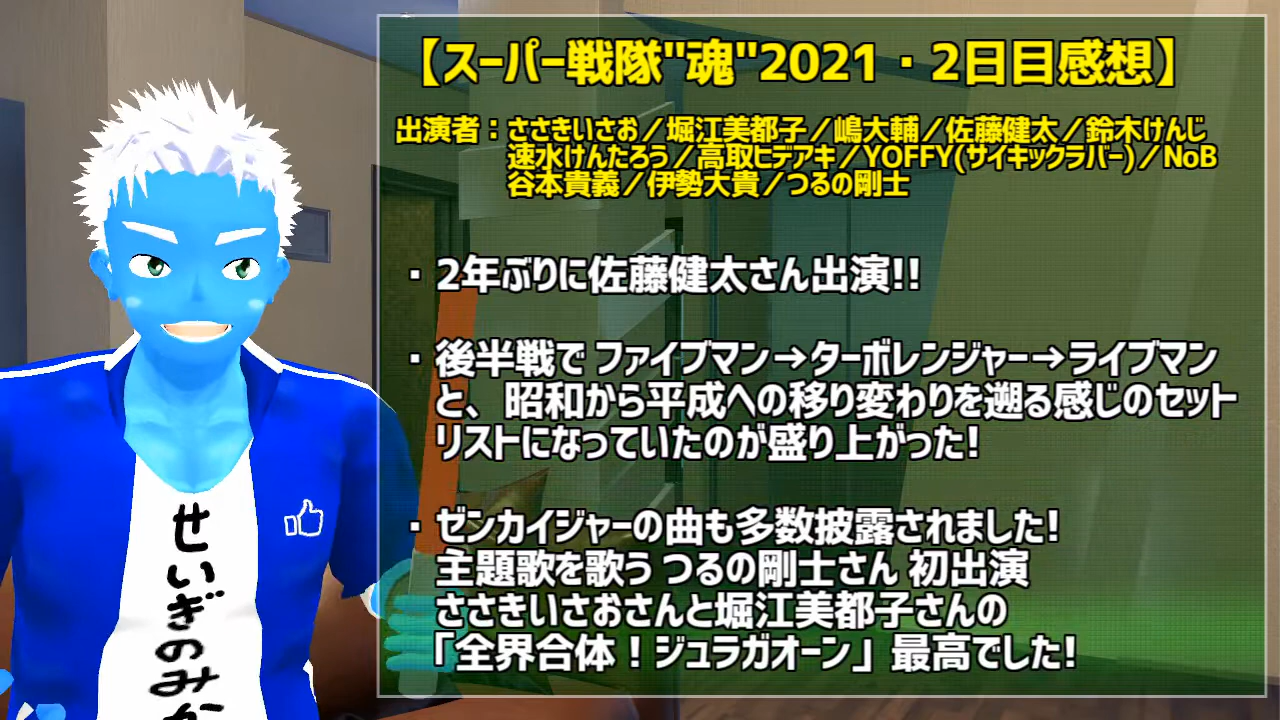 【スーパー戦隊"魂"2021・2日目感想】
出演者：ささきいさお／堀江美都子／嶋大輔／佐藤健太／鈴木けんじ
速水けんたろう／高取ヒデアキ／YOFFY(サイキックラバー)／NoB
谷本貴義／伊勢大貴／つるの剛士
・2年ぶりに佐藤健太さん出演!!
・後半戦で ファイブマン→ターボレンジャー→ライブマン
と、昭和から平成への移り変わりを遡る感じのセット
リストになっていたのが盛り上がった!
・ゼンカイジャーの曲も多数披露されました!
主題歌を歌う つるの剛士さん 初出演
ささきいさおさんと堀江美都子さんの
「全界合体！ジュラガオーン」最高でした!
せいぎのみか